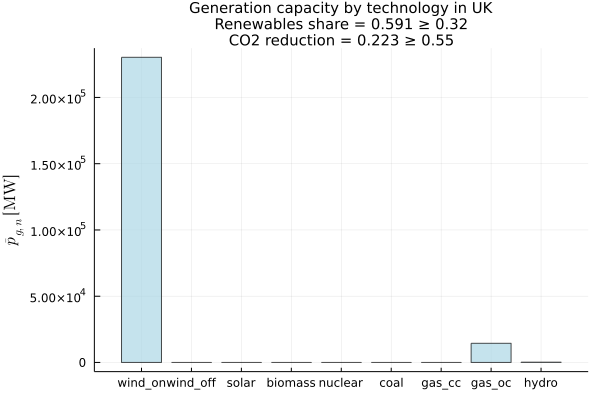 Generation capacity by technology in UK
Renewables share = 0.591 ≥ 0.32
CO2 reduction = 0.223 ≥ 0.55
p̄g,n[MW]
2.00×10⁵
1.50×10⁵
1.00×10⁵
5.00×10⁴
0
wind_on wind_off solar biomass nuclear coal gas_cc gas_oc hydro